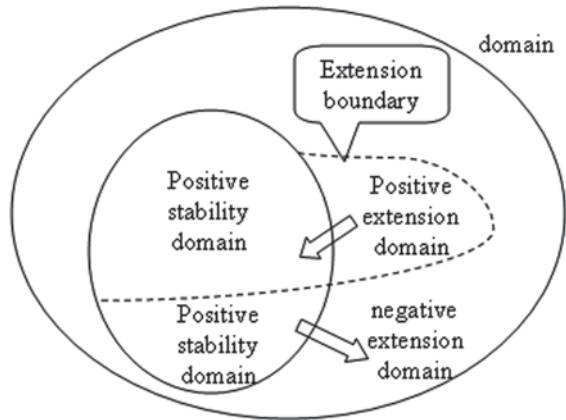 domain
Extension
boundary
Positive
stability
domain
Positive
extension
domain
Positive
stability
domain
negative
extension
domain